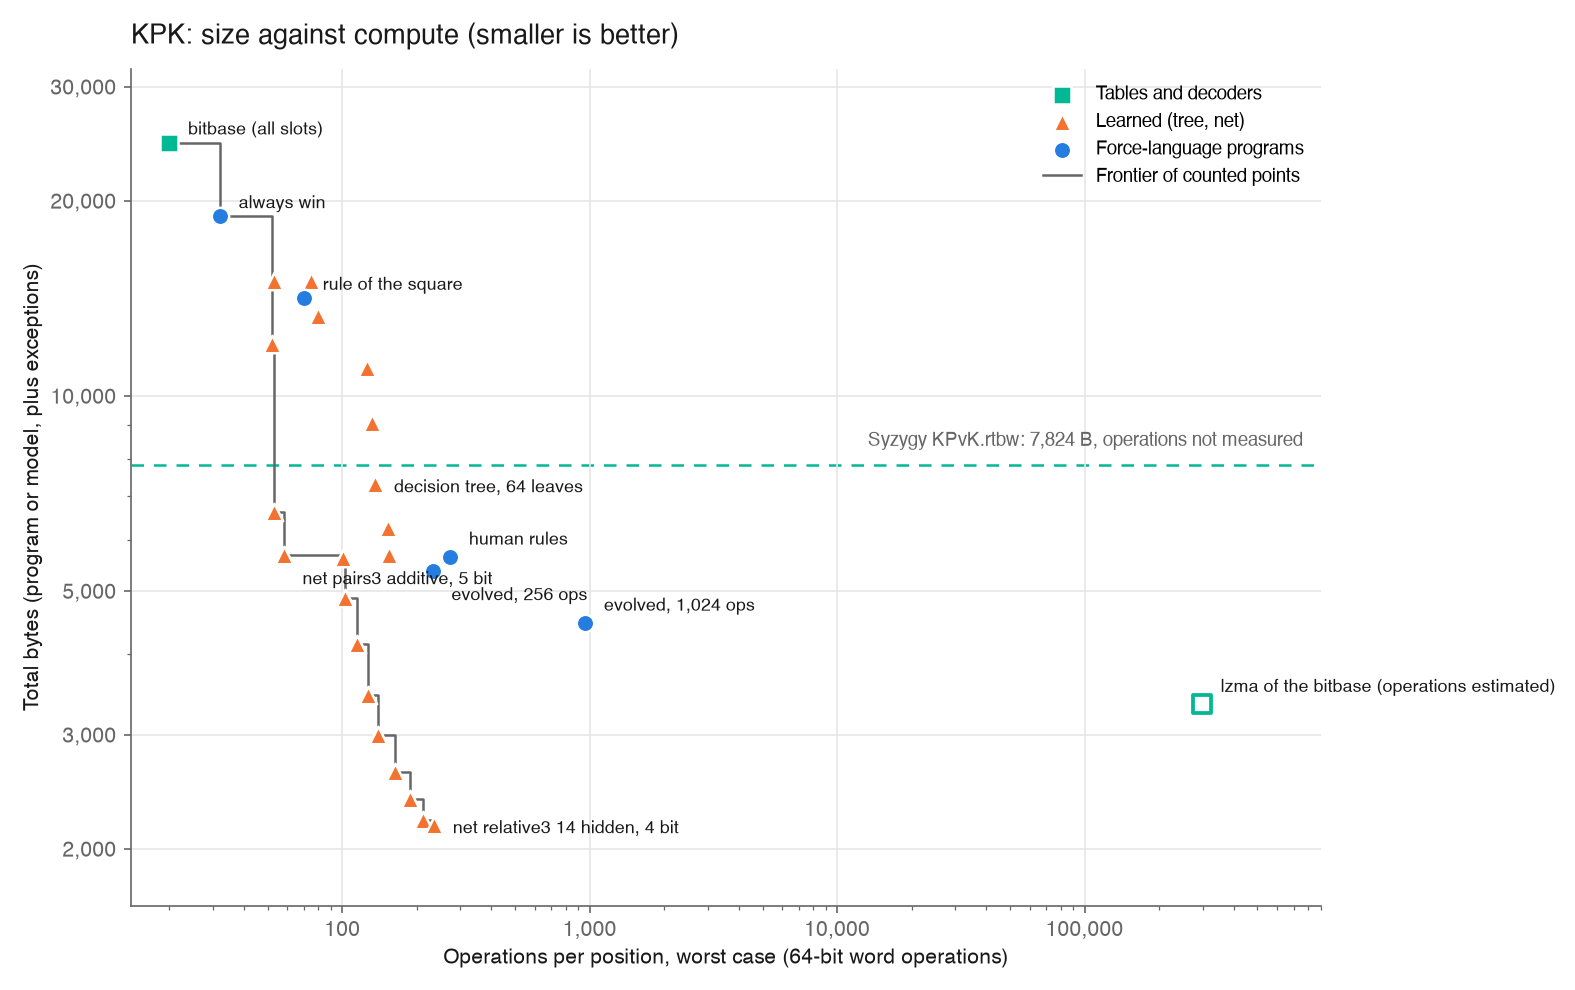 KPK: size against compute (smaller is better)
Total bytes (program or model, plus exceptions)
30,000
20,000
10,000
5,000
3,000
2,000
Tables and decoders
Learned (tree, net)
Force-language programs
Frontier of counted points
bitbase (all slots)
always win
rule of the square
Syzygy KPvK.rtbw: 7,824 B, operations not measured
decision tree, 64 leaves
human rules
net pairs3 additive, 5 bit
evolved, 256 ops
evolved, 1,024 ops
lzma of the bitbase (operations estimated)
net relative3 14 hidden, 4 bit
100
1,000
10,000
100,000
Operations per position, worst case (64-bit word operations)